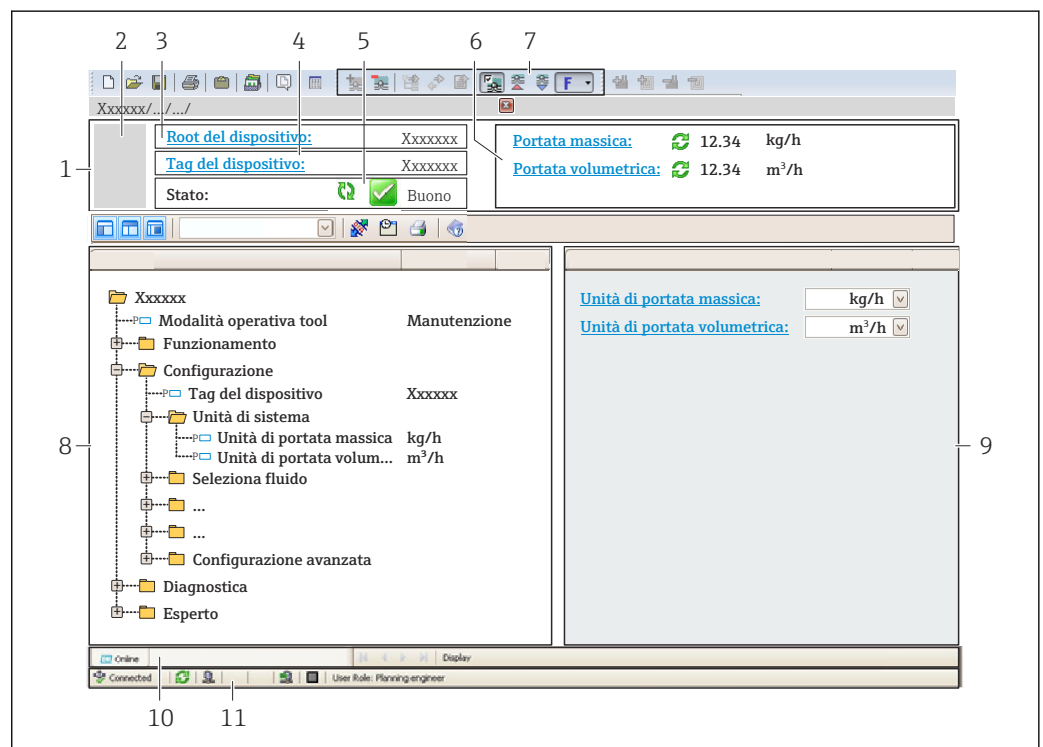 2 3 4 5 6 7
F
Xxxxxx/.../.../
1
Root del dispositivo: Xxxxxxx
Tag del dispositivo: Xxxxxxx
Stato: Buono
Portata massica: 12.34 kg/h
Portata volumetrica: 12.34 m³/h
Xxxxxx
P Modalità operativa tool Manutenzione
Funzionamento
Configurazione
P Tag del dispositivo Xxxxxx
Unità di sistema
P Unità di portata massica kg/h
P Unità di portata volum... m³/h
Seleziona fluido
...
...
Configurazione avanzata
Diagnostica
Esperto
8
Unità di portata massica: kg/h
Unità di portata volumetrica: m³/h
9
Online Display
Connected User Role: Planning engineer
10 11